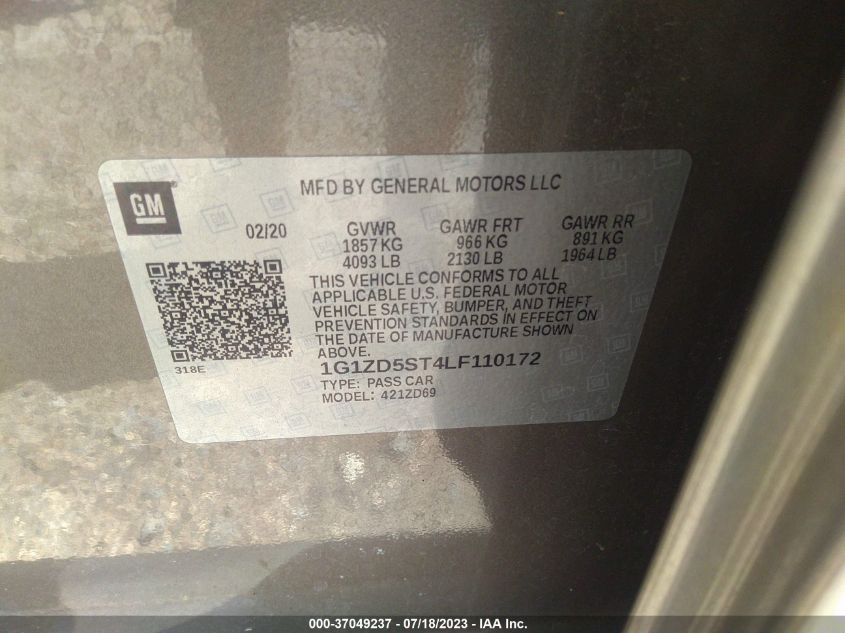 GM
MFD BY GENERAL MOTORS LLC
02/20 GVWR GAWR FRT GAWR RR
1857 KG 966 KG 891 KG
4093 LB 2130 LB 1964 LB
THIS VEHICLE CONFORMS TO ALL
APPLICABLE U.S. FEDERAL MOTOR
VEHICLE SAFETY, BUMPER, AND THEFT
PREVENTION STANDARDS IN EFFECT ON
THE DATE OF MANUFACTURE SHOWN
ABOVE.
318E
1G1ZD5ST4LF110172
TYPE: PASS CAR
MODEL: 421ZD69
000-37049237 - 07/18/2023 - IAA Inc.